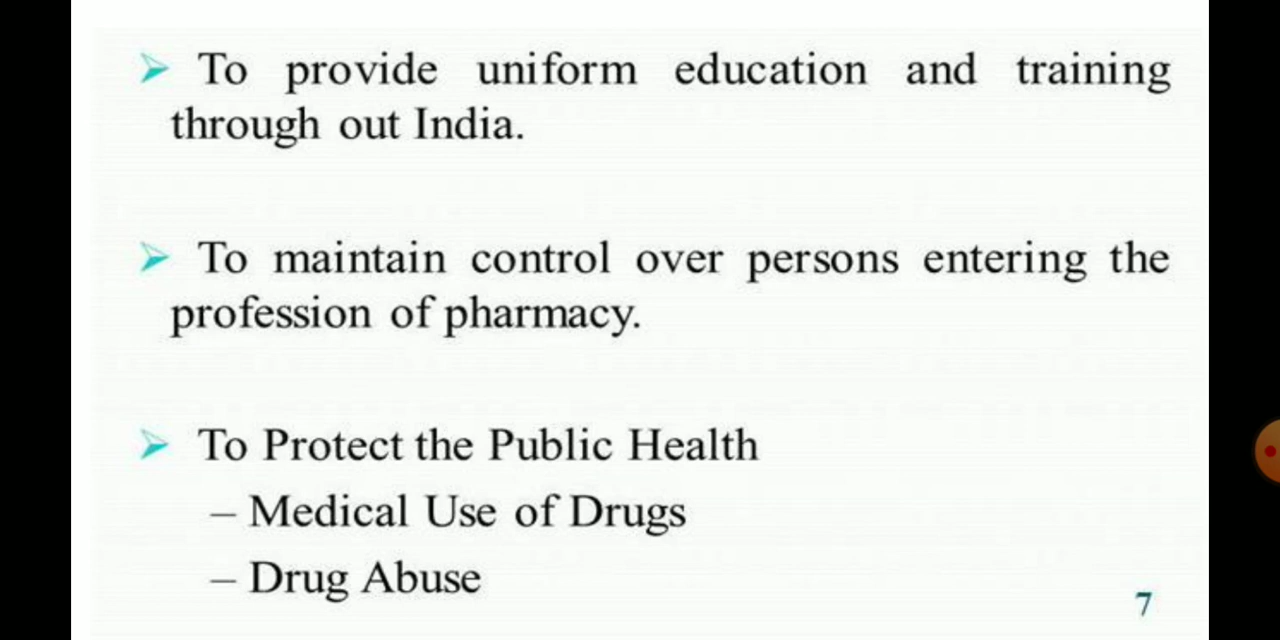 ➢ To provide uniform education and training
through out India.
➢ To maintain control over persons entering the
profession of pharmacy.
➢ To Protect the Public Health
– Medical Use of Drugs
– Drug Abuse
7